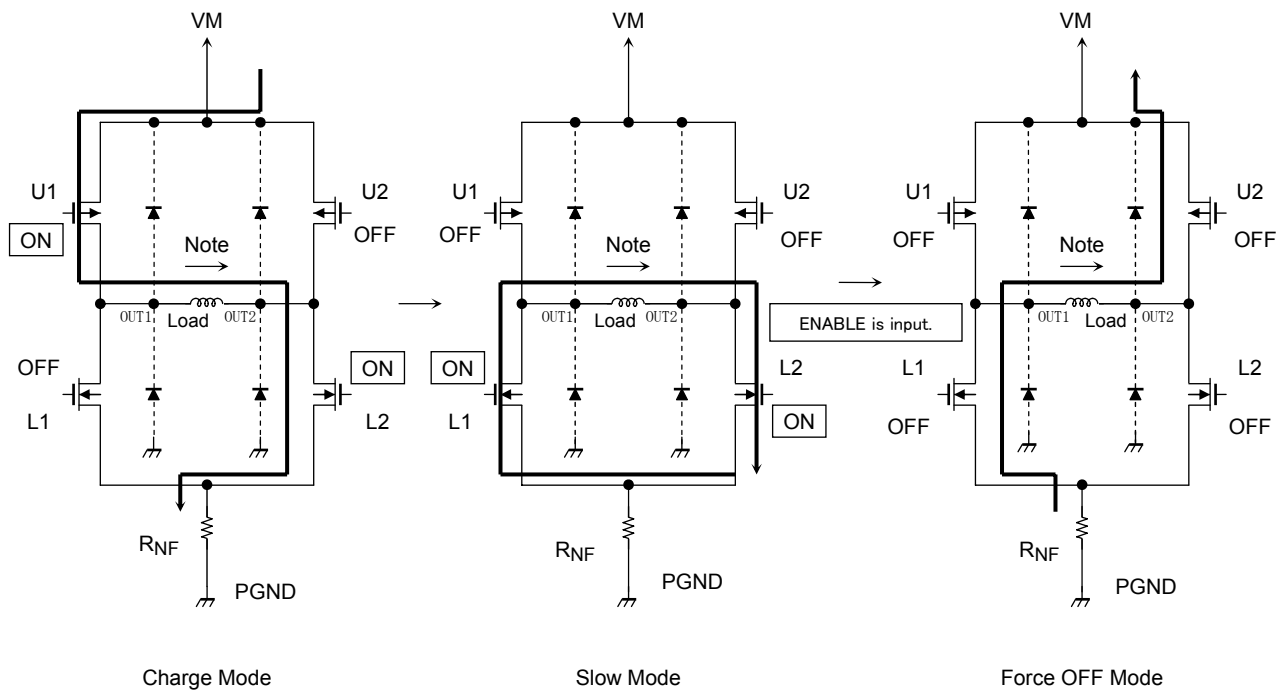 VM
U1
ON
U2
OFF
Note
OUT1
Load
OUT2
OFF
L1
ON
L2
RNF
PGND
Charge Mode
VM
U1
OFF
U2
OFF
Note
OUT1
Load
OUT2
ON
L1
L2
ON
RNF
PGND
Slow Mode
ENABLE is input.
VM
U1
OFF
U2
OFF
Note
OUT1
Load
OUT2
L1
OFF
L2
OFF
RNF
PGND
Force OFF Mode